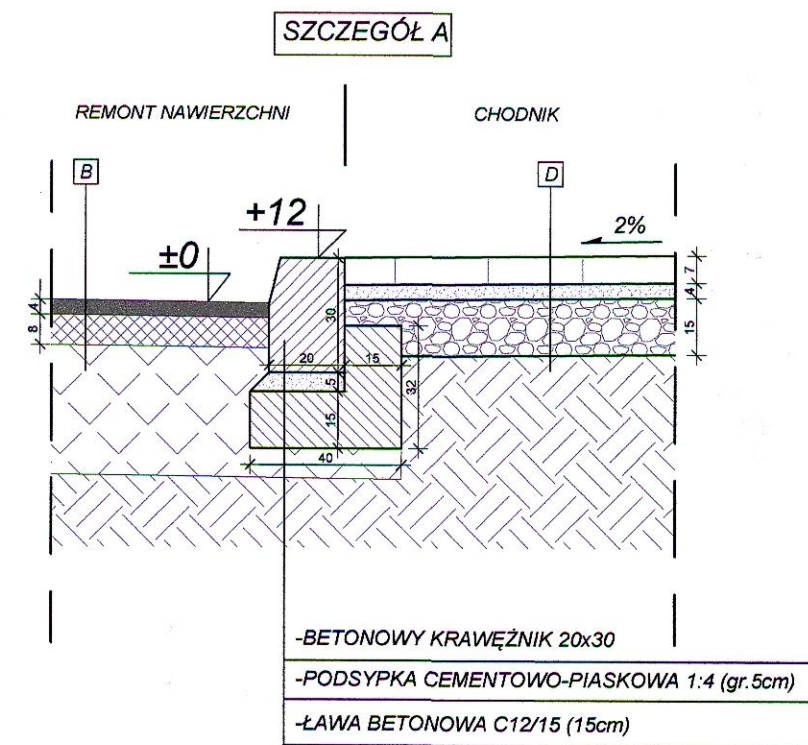 SZCZEGÓŁ A
REMONT NAWIERZCHNI
CHODNIK
B
D
+12
2%
±0
7
4
4
30
15
8
20
15
5
32
15
40
-BETONOWY KRAWĘŻNIK 20x30
-PODSYPKA CEMENTOWO-PIASKOWA 1:4 (gr.5cm)
-ŁAWA BETONOWA C12/15 (15cm)